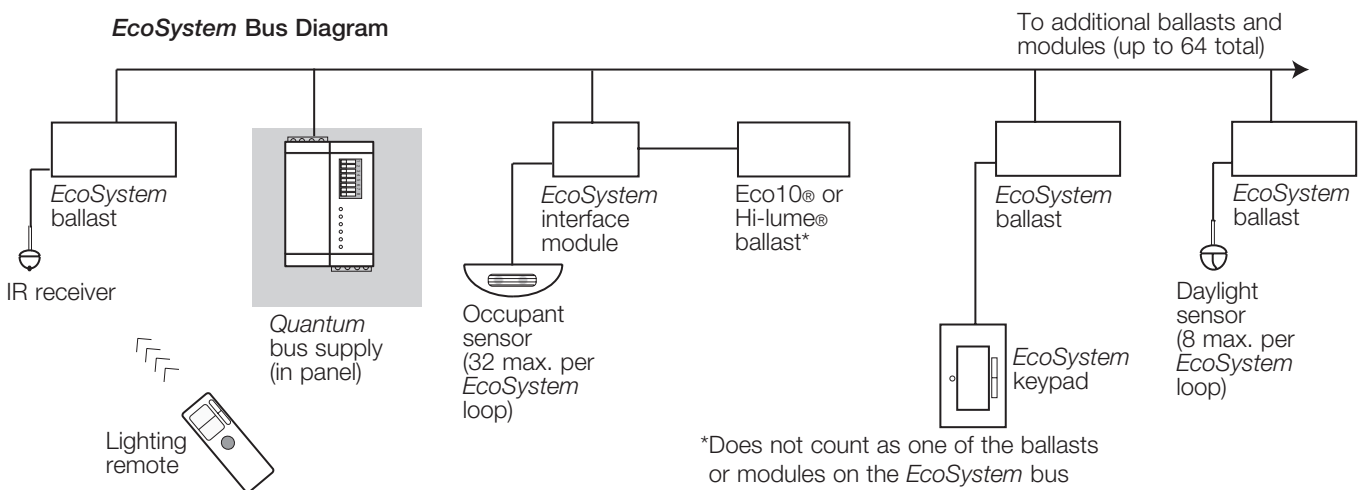 EcoSystem Bus Diagram
To additional ballasts and
modules (up to 64 total)
EcoSystem
ballast
IR receiver
Lighting
remote
Quantum
bus supply
(in panel)
EcoSystem
interface
module
Occupant
sensor
(32 max. per
EcoSystem
loop)
Eco10® or
Hi-lume®
ballast*
EcoSystem
ballast
EcoSystem
keypad
EcoSystem
ballast
Daylight
sensor
(8 max. per
EcoSystem
loop)
*Does not count as one of the ballasts
or modules on the EcoSystem bus